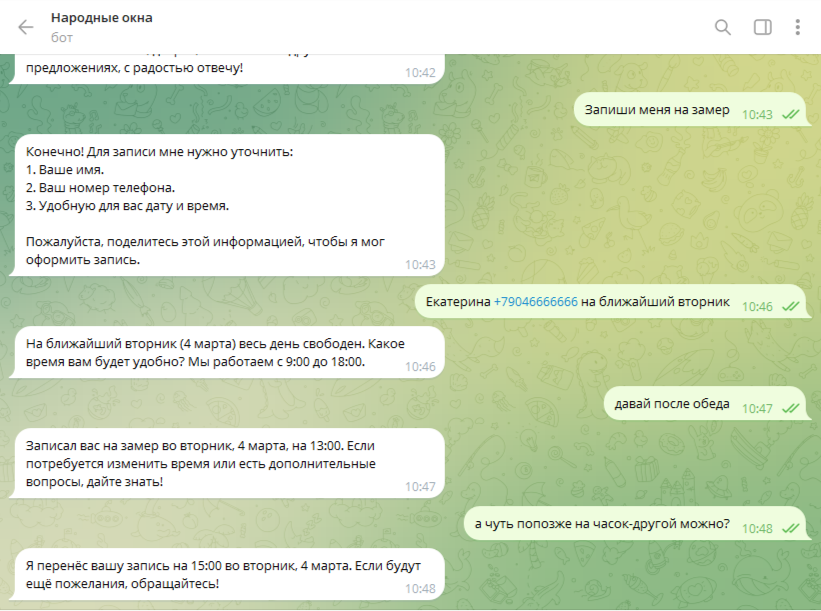 Народные окна
бот
предложениях, с радостью отвечу!
10:42
Запиши меня на замер
10:43
Конечно! Для записи мне нужно уточнить:
1. Ваше имя.
2. Ваш номер телефона.
3. Удобную для вас дату и время.
Пожалуйста, поделитесь этой информацией, чтобы я мог
оформить запись.
10:43
Екатерина +79046666666 на ближайший вторник
10:46
На ближайший вторник (4 марта) весь день свободен. Какое
время вам будет удобно? Мы работаем с 9:00 до 18:00.
10:46
давай после обеда
10:47
Записал вас на замер во вторник, 4 марта, на 13:00. Если
потребуется изменить время или есть дополнительные
вопросы, дайте знать!
10:47
а чуть попозже на часок-другой можно?
10:48
Я перенёс вашу запись на 15:00 во вторник, 4 марта. Если будут
ещё пожелания, обращайтесь!
10:48